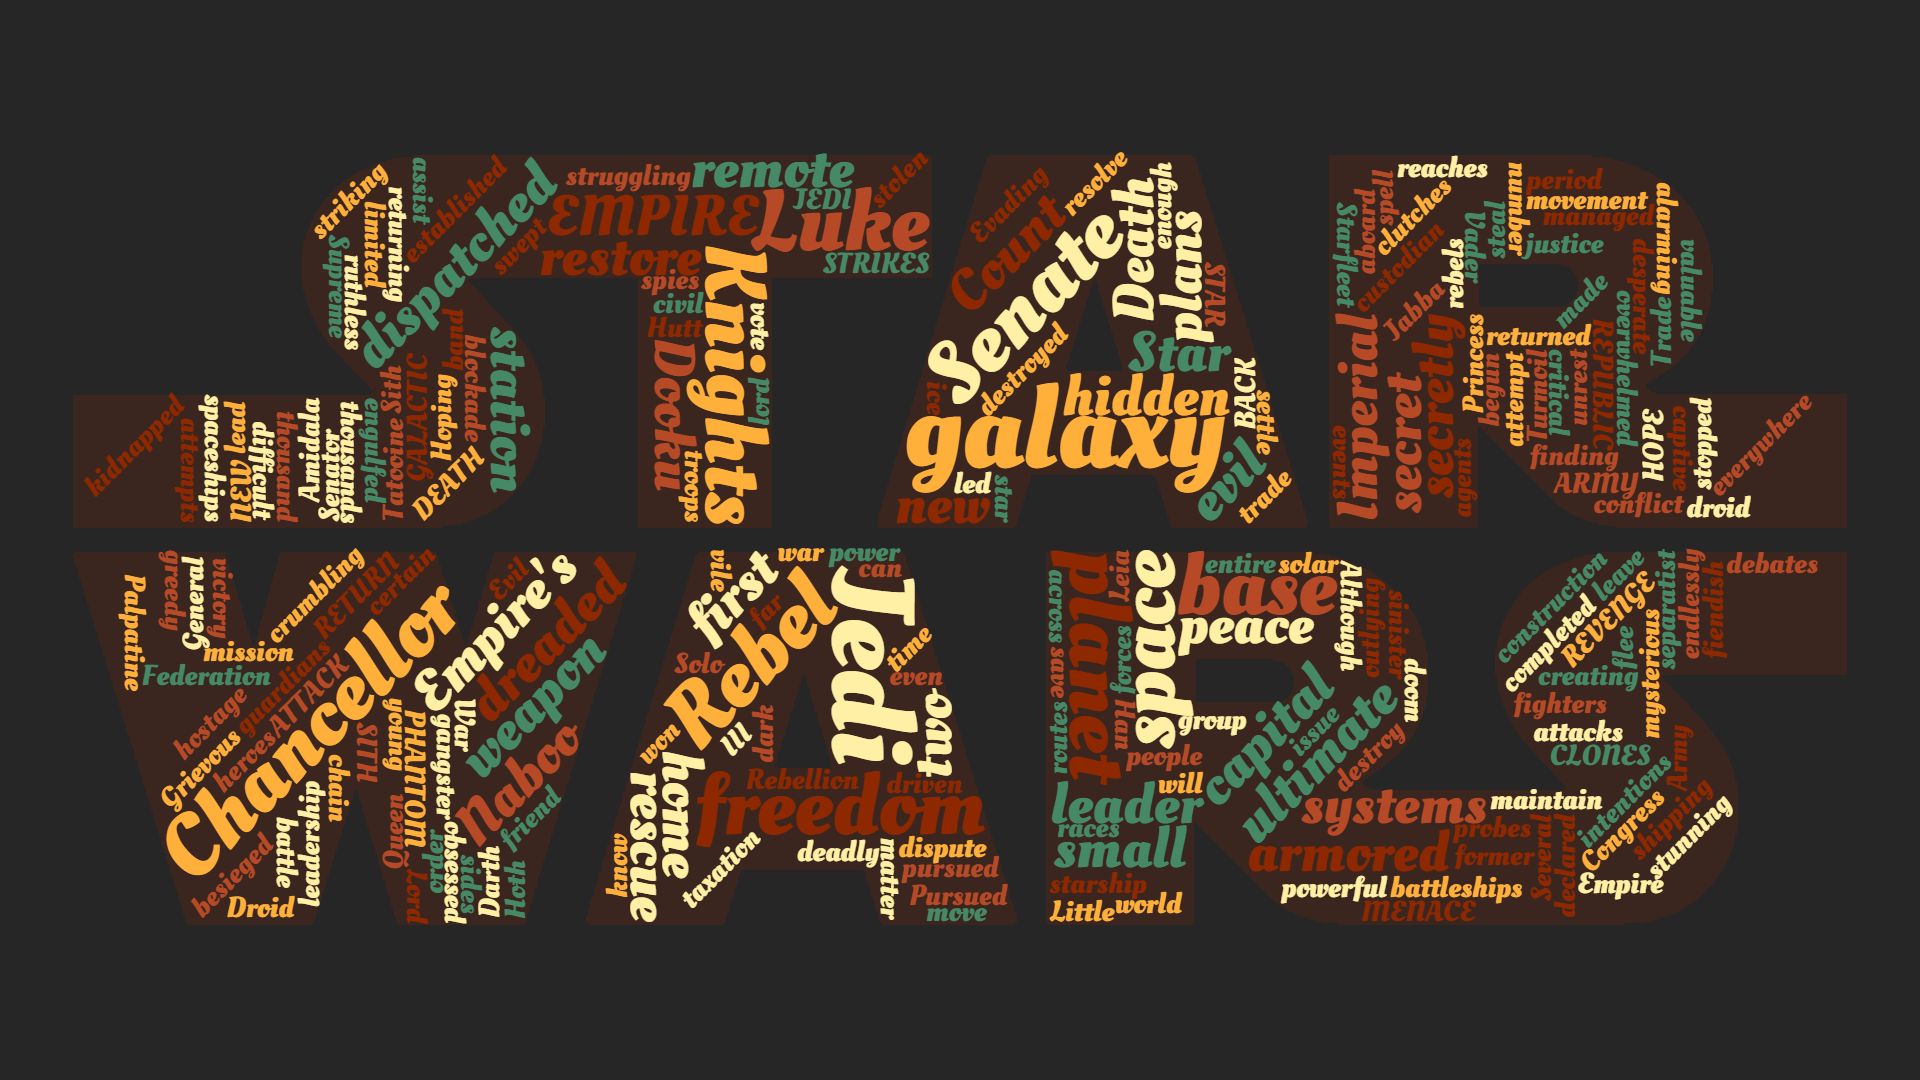 STAR
striking
assist
limited
returning
established
Supreme
ruthless
dispatched
swept
struggling
remote
JEDI
stolen
EMPIRE
Luke
restore
STRIKES
spies
civil
Hutt
Knights
vote
Dooku
lord
troops
kidnapped
attempts
spaceships
NEW
lead
difficult
thousand
Amidala
Senator
thousands
engulfed
Tatooine
Sith
GALACTIC
Hoping
band
blockade
station
DEATH
Evading
resolve
Count
Senate
Death
enough
plans
STAR
Star
destroyed
ice
hidden
galaxy
BACK
settle
evil
trade
led
star
new
reaches
Starfleet
aboard
spell
clutches
custodian
Vader
steal
number
period
movement
managed
justice
alarming
valuable
desperate
Trade
rebels
Jabba
made
overwhelmed
REPUBLIC
Imperial
secret
secretly
events
agents
Princess
returned
begun
attempt
Turmoil
critical
unrest
finding
ARMY
HOPE
captive
stopped
everywhere
conflict
droid
WARS
Palpatine
greedy
General
victory
crumbling
RETURN
certain
Evil
Empire's
mission
Federation
guardians
hostage
ATTACK
heroes
Grievous
Chancellor
dreaded
weapon
War
Naboo
SITH
young
PHANTOM
gangster
chain
leadership
battle
besieged
Droid
Queen
Lord
order
obsessed
sides
Darth
Hoth
friend
vile
war
power
can
first
far
Jedi
Rebel
Solo
time
even
won
III
dark
two
home
rescue
Rebellion
driven
freedom
know
taxation
deadly
matter
dispute
pursued
Pursued
move
across
save
routes
planet
Leia
forces
Han
space
entire
solar
base
peace
Although
sinister
doom
group
people
capital
issue
ultimate
destroy
will
leader
races
small
starship
Little
world
systems
maintain
armored
probes
former
powerful
battleships
MENACE
Several
declared
construction
leave
completed
REVENGE
separatist
endlessly
fiendish
debates
flee
creating
mysterious
fighters
attacks
CLONES
Army
intentions
Congress
shipping
stunning
Empire